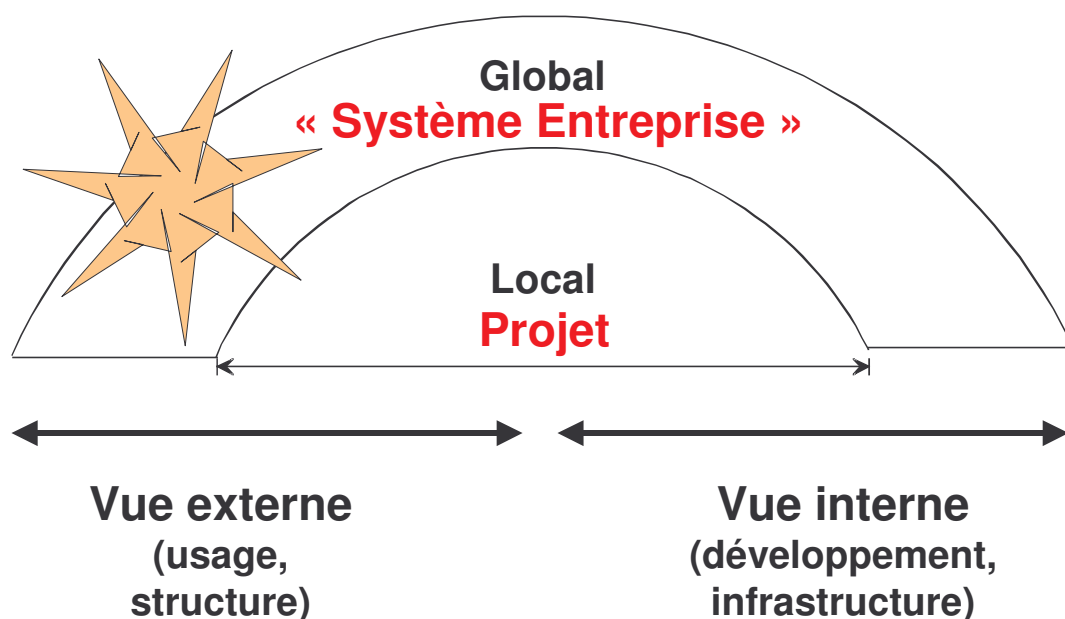 Global
« Système Entreprise »
Local
Projet
Vue externe
(usage,
structure)
Vue interne
(développement,
infrastructure)